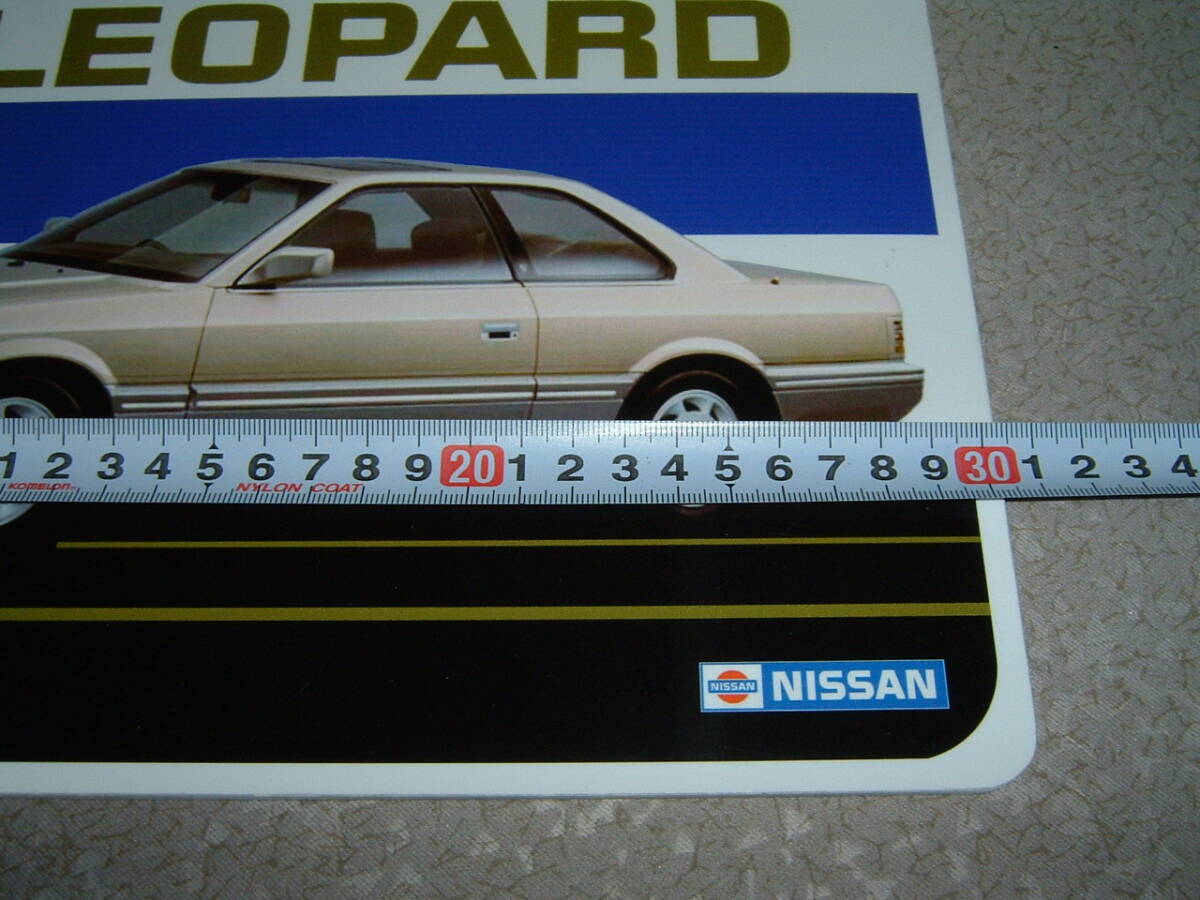 LEOPARD
1 2 3 4 5 6 7 8 9 20 1 2 3 4 5 6 7 8 9 30 1 2 3 4
KOMELON NYLON COAT
NISSAN NISSAN